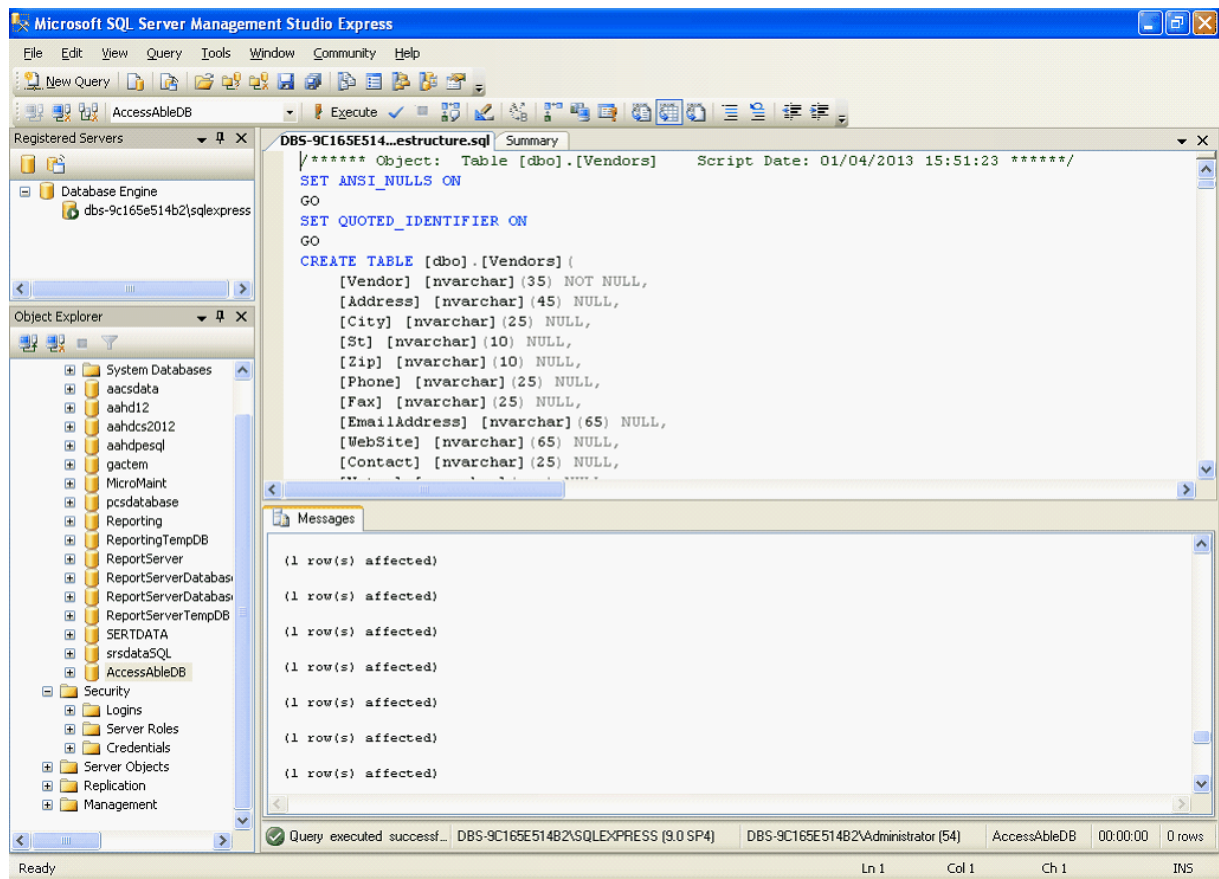 Microsoft SQL Server Management Studio Express
File Edit View Query Tools Window Community Help
New Query
AccessAbleDB Execute
Registered Servers
Database Engine
dbs-9c165e514b2\sqlexpress
Object Explorer
System Databases
aacsdata
aahd12
aahdcs2012
aahdpesql
gactem
MicroMaint
pcsdatabase
Reporting
ReportingTempDB
ReportServer
ReportServerDatabas
ReportServerDatabas
ReportServerTempDB
SERTDATA
srsdataSQL
AccessAbleDB
Security
Logins
Server Roles
Credentials
Server Objects
Replication
Management
DBS-9C165E514...estructure.sql Summary
/****** Object: Table [dbo].[Vendors] Script Date: 01/04/2013 15:51:23 ******/
SET ANSI_NULLS ON
GO
SET QUOTED_IDENTIFIER ON
GO
CREATE TABLE [dbo].[Vendors](
[Vendor] [nvarchar](35) NOT NULL,
[Address] [nvarchar](45) NULL,
[City] [nvarchar](25) NULL,
[St] [nvarchar](10) NULL,
[Zip] [nvarchar](10) NULL,
[Phone] [nvarchar](25) NULL,
[Fax] [nvarchar](25) NULL,
[EmailAddress] [nvarchar](65) NULL,
[WebSite] [nvarchar](65) NULL,
[Contact] [nvarchar](25) NULL,
Messages
(1 row(s) affected)
(1 row(s) affected)
(1 row(s) affected)
(1 row(s) affected)
(1 row(s) affected)
(1 row(s) affected)
(1 row(s) affected)
Query executed successf... DBS-9C165E514B2\SQLEXPRESS (9.0 SP4) DBS-9C165E514B2\Administrator (54) AccessAbleDB 00:00:00 0 rows
Ready Ln 1 Col 1 Ch 1 INS